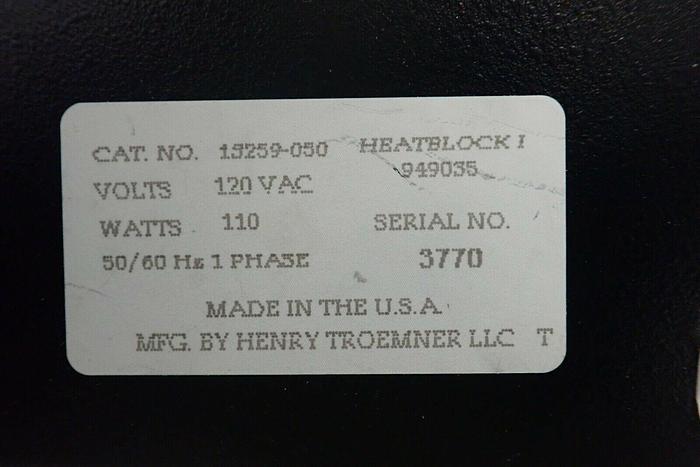 CAT. NO. 13259-050 HEATBLOCK I
949035
VOLTS 120 VAC
WATTS 110 SERIAL NO.
50/60 Hz 1 PHASE 3770
MADE IN THE U.S.A.
MFG. BY HENRY TROEMNER LLC T